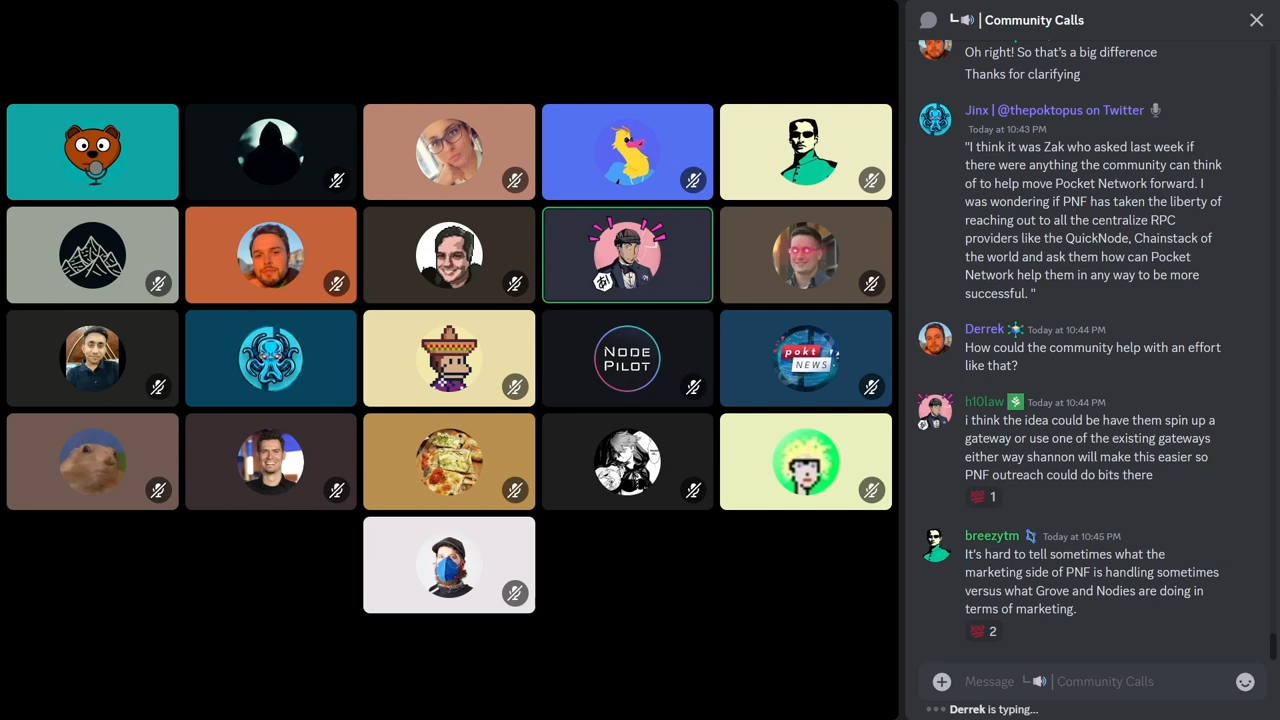 Community Calls
Oh right! So that's a big difference
Thanks for clarifying
Jinx | @thepoktopus on Twitter
Today at 10:43 PM
"I think it was Zak who asked last week if
there were anything the community can think
of to help move Pocket Network forward. I
was wondering if PNF has taken the liberty of
reaching out to all the centralize RPC
providers like the QuickNode, Chainstack of
the world and ask them how can Pocket
Network help them in any way to be more
successful. "
Derrek Today at 10:44 PM
How could the community help with an effort
like that?
h10law Today at 10:44 PM
i think the idea could be have them spin up a
gateway or use one of the existing gateways
either way shannon will make this easier so
PNF outreach could do bits there
💯 1
breezytm Today at 10:45 PM
It's hard to tell sometimes what the
marketing side of PNF is handling sometimes
versus what Grove and Nodies are doing in
terms of marketing.
💯 2
Message Community Calls
Derrek is typing...
NODE
PILOT
pokt
NEWS